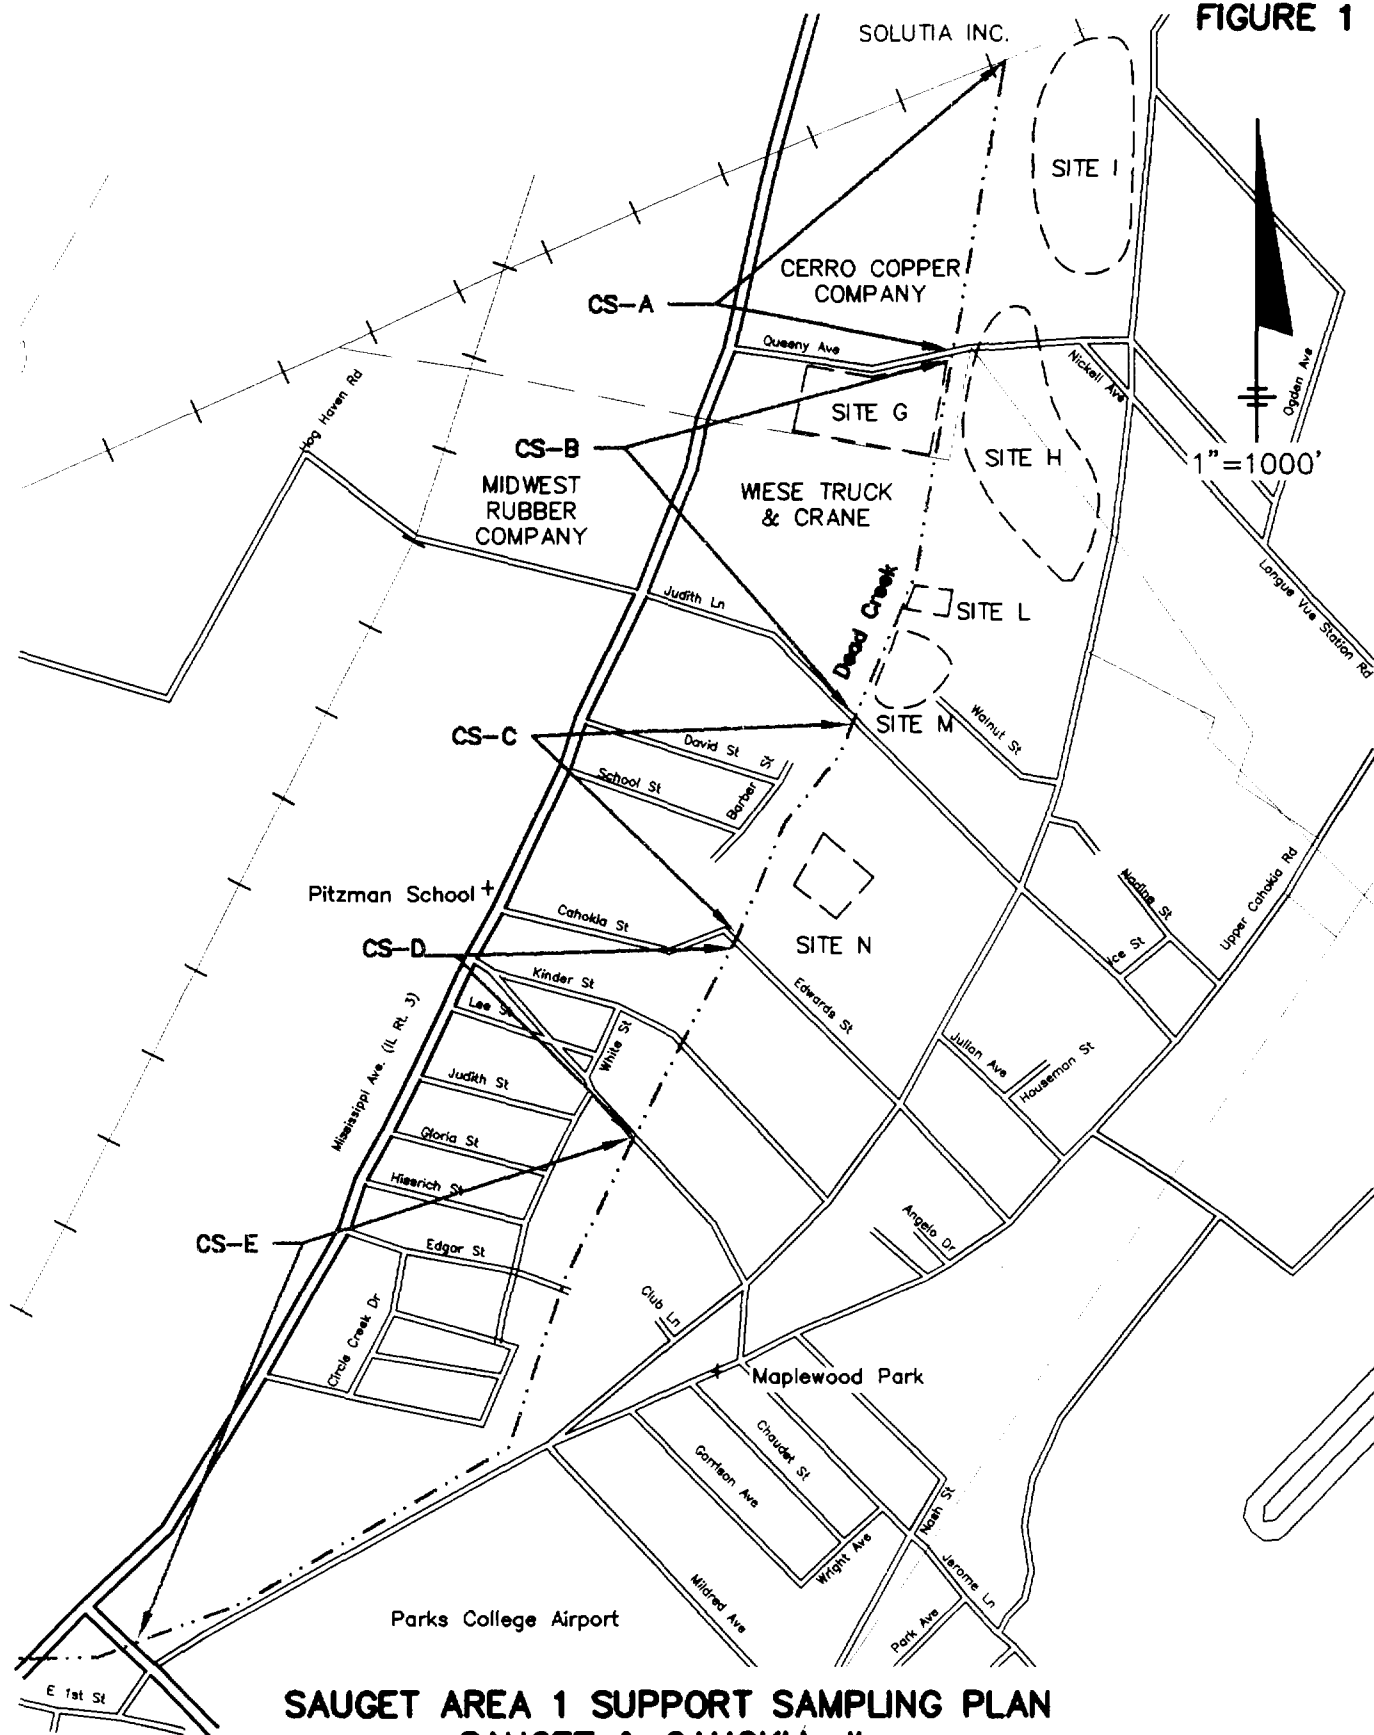 FIGURE 1
SOLUTIA INC.
SITE I
CERRO COPPER
COMPANY
CS-A
Queeny Ave
Nickell Ave
Ogden Ave
Hog Haven Rd
SITE G
CS-B
SITE H
1"=1000'
MIDWEST
RUBBER
COMPANY
WIESE TRUCK
& CRANE
Judith Ln
Dead Creek
SITE L
Longue Vue Station Rd
SITE M
Walnut St
CS-C
David St
School St
Barber St
Pitzman School
Cahokia St
CS-D
SITE N
Nadine St
Upper Cahokia Rd
Kinder St
Lee St
White St
Edwards St
Mississippi Ave. (IL Rt. 3)
Judith St
Julian Ave
Houseman St
Gloria St
Hissrich St
CS-E
Edgar St
Angelo Dr
Club Ln
Circle Creek Dr
Maplewood Park
Chaudet St
Garrison Ave
Nash St
Wright Ave
Jerome Ln
Mildred Ave
Park Ave
Parks College Airport
E 1st St
SAUGET AREA 1 SUPPORT SAMPLING PLAN